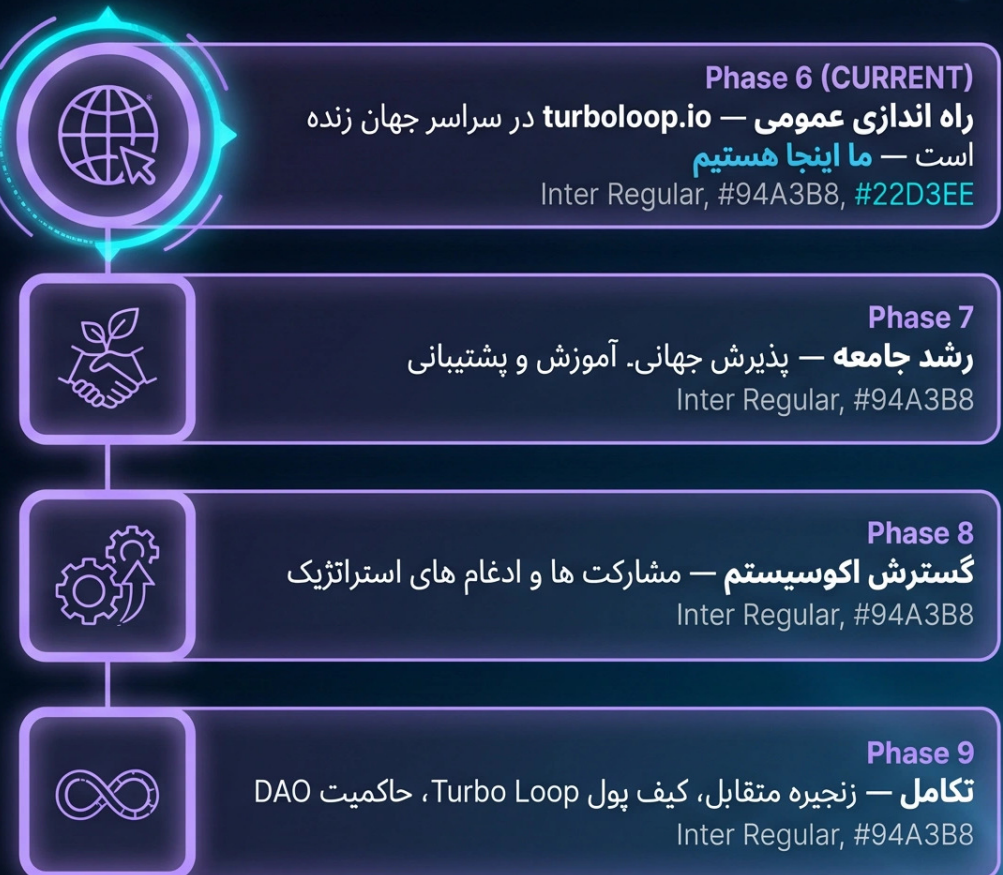 Phase 6 (CURRENT)
راه اندازی عمومی — turboloop.io در سراسر جهان زنده
است — ما اینجا هستیم
Inter Regular, #94A3B8, #22D3EE
Phase 7
رشد جامعه — پذیرش جهانی۔ آموزش و پشتیبانی
Inter Regular, #94A3B8
Phase 8
گسترش اکوسیستم — مشارکت ها و ادغام های استراتژیک
Inter Regular, #94A3B8
Phase 9
تکامل — زنجیره متقابل، کیف پول Turbo Loop، حاکمیت DAO
Inter Regular, #94A3B8